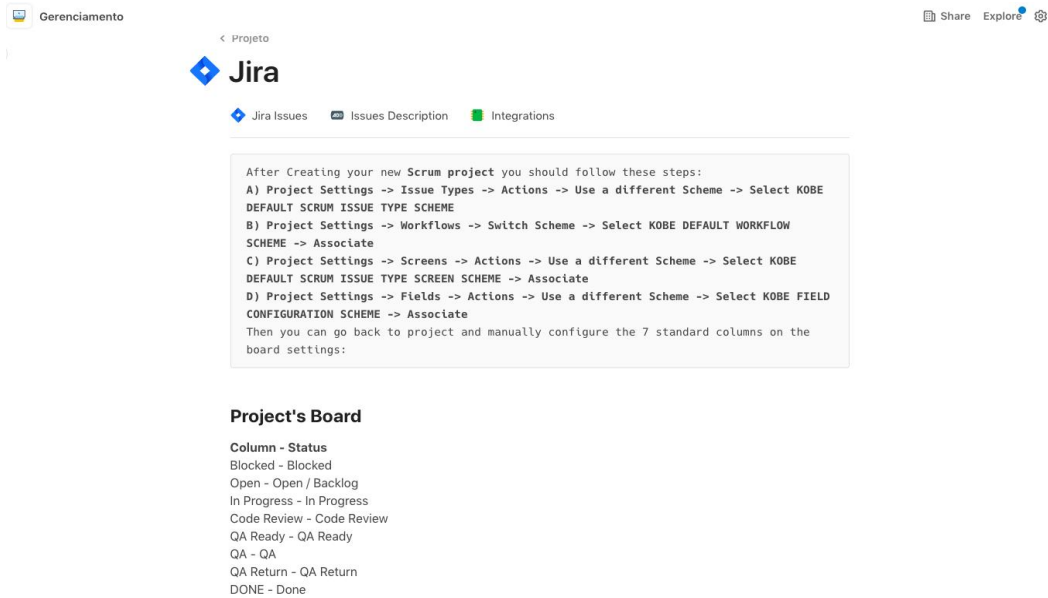 Gerenciamento
Share Explore
Projeto
Jira
Jira Issues Issues Description Integrations
After Creating your new Scrum project you should follow these steps:
A) Project Settings -> Issue Types -> Actions -> Use a different Scheme -> Select KOBE
DEFAULT SCRUM ISSUE TYPE SCHEME
B) Project Settings -> Workflows -> Switch Scheme -> Select KOBE DEFAULT WORKFLOW
SCHEME -> Associate
C) Project Settings -> Screens -> Actions -> Use a different Scheme -> Select KOBE
DEFAULT SCRUM ISSUE TYPE SCREEN SCHEME -> Associate
D) Project Settings -> Fields -> Actions -> Use a different Scheme -> Select KOBE FIELD
CONFIGURATION SCHEME -> Associate
Then you can go back to project and manually configure the 7 standard columns on the
board settings:
Project's Board
Column - Status
Blocked - Blocked
Open - Open / Backlog
In Progress - In Progress
Code Review - Code Review
QA Ready - QA Ready
QA - QA
QA Return - QA Return
DONE - Done